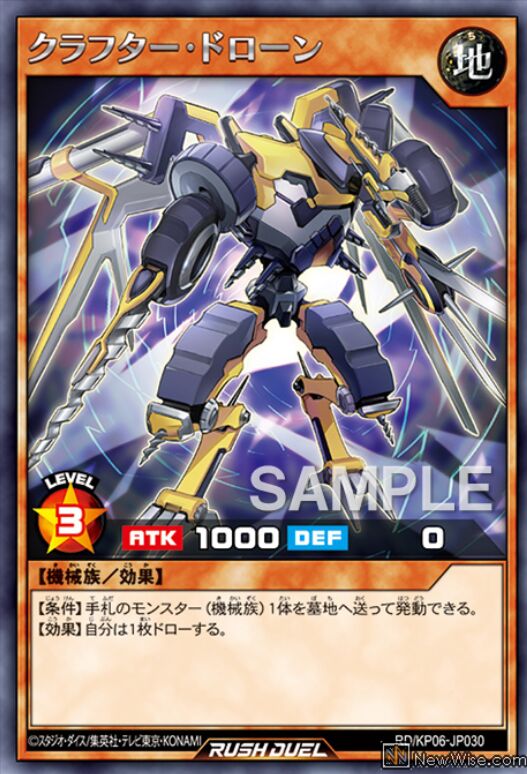 クラフター・ドローン
地
SAMPLE
LEVEL
3
ATK 1000 DEF 0
【機械族／効果】
【条件】手札のモンスター（機械族）1体を墓地へ送って発動できる。
【効果】自分は1枚ドローする。
©スタジオ・ダイス/集英社・テレビ東京・KONAMI
RUSH DUEL
RD/KP06-JP030
NewWise.com